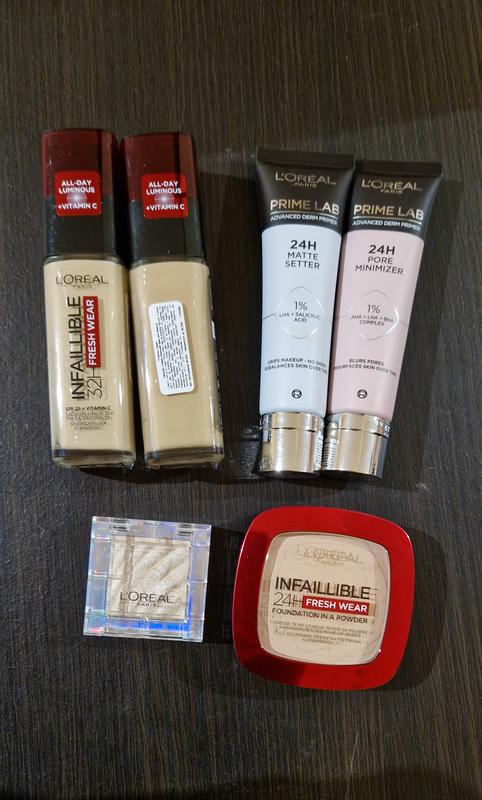 ALL-DAY
LUMINOUS
+VITAMIN C
L'ORÉAL
PARIS
INFAILLIBLE
32H FRESH WEAR
SPF 25 + VITAMIN C
ALL-DAY
LUMINOUS
+VITAMIN C
L'ORÉAL
PARIS
PRIME LAB
ADVANCED DERM PRIMER
24H
MATTE
SETTER
1%
LHA + SALICYLIC
ACID
GRIPS MAKEUP - NO SHINE
REBALANCES SKIN OVER TIME
L'ORÉAL
PARIS
PRIME LAB
ADVANCED DERM PRIMER
24H
PORE
MINIMIZER
1%
AHA + LHA + BHA
COMPLEX
BLURS PORES
RESURFACES SKIN OVER TIME
L'ORÉAL
PARIS
L'ORÉAL
PARIS
INFAILLIBLE
24H FRESH WEAR
FOUNDATION IN A POWDER